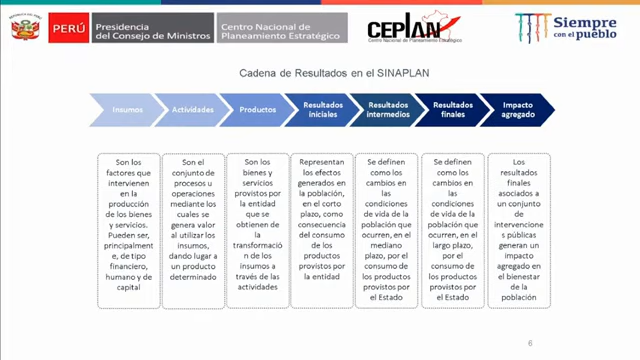 PERÚ
Presidencia
del Consejo de Ministros
Centro Nacional de
Planeamiento Estratégico
CEPLAN
Centro Nacional de Planeamiento Estratégico
Siempre
con el pueblo
Cadena de Resultados en el SINAPLAN
Insumos
Actividades
Productos
Resultados
iniciales
Resultados
intermedios
Resultados
finales
Impacto
agregado
Son los
factores que
intervienen
en la
producción
de los bienes
y servicios.
Pueden ser,
principalment
e, de tipo
financiero,
humano y de
capital
Son el
conjunto de
procesos u
operaciones
mediante los
cuales se
genera valor
al utilizar los
insumos,
dando lugar a
un producto
determinado
Son los
bienes y
servicios
provistos por
la entidad
que se
obtienen de
la
transformació
n de los
insumos a
través de las
actividades
Representan
los efectos
generados en
la población,
en el corto
plazo, como
consecuencia
del consumo
de los
productos
provistos por
la entidad
Se definen
como los
cambios en
las
condiciones
de vida de la
población que
ocurren, en el
mediano
plazo, por el
consumo de
los productos
provistos por
el Estado
Se definen
como los
cambios en
las
condiciones
de vida de la
población que
ocurren, en el
largo plazo,
por el
consumo de
los productos
provistos por
el Estado
Los
resultados
finales
asociados a
un conjunto
de
intervencione
s públicas
generan un
impacto
agregado en
el bienestar
de la
población
6